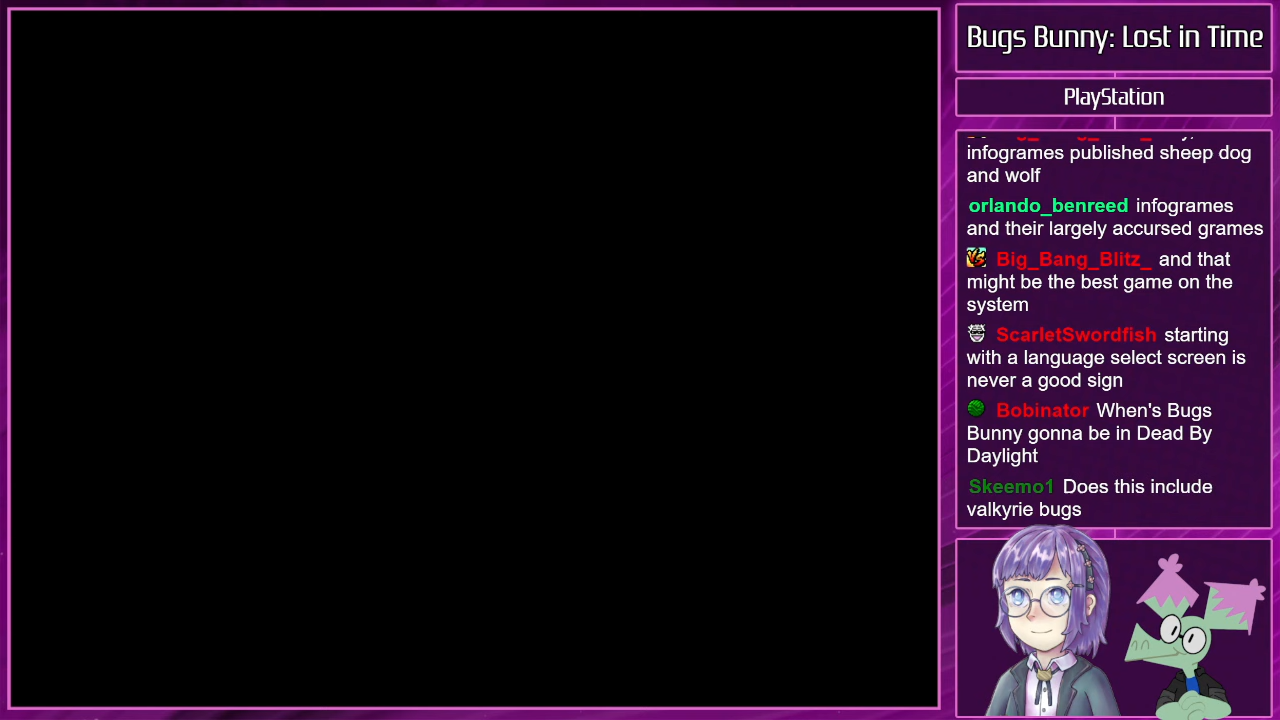 Bugs Bunny: Lost in Time
PlayStation
infogrames published sheep dog
and wolf
orlando_benreed infogrames
and their largely accursed grames
Big_Bang_Blitz_ and that
might be the best game on the
system
ScarletSwordfish starting
with a language select screen is
never a good sign
Bobinator When's Bugs
Bunny gonna be in Dead By
Daylight
Skeemo1 Does this include
valkyrie bugs